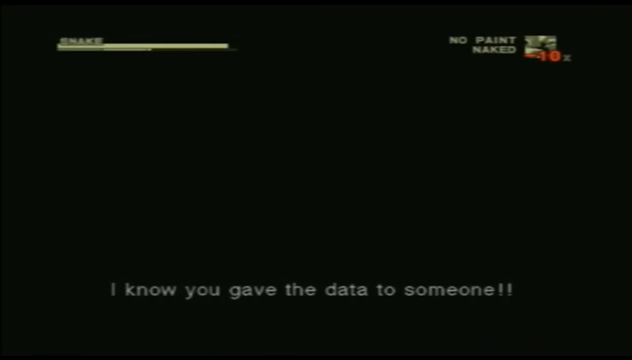 SNAKE
NO PAINT
NAKED
-10%
I know you gave the data to someone!!